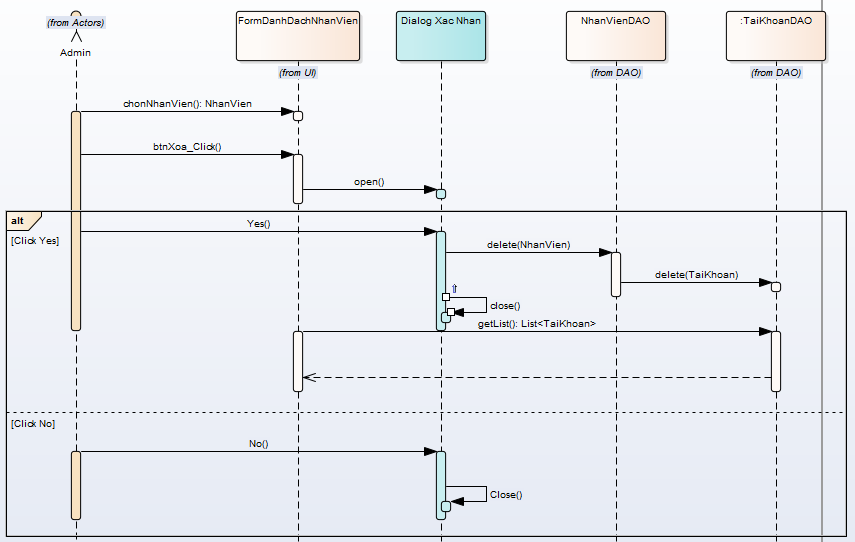 (from Actors)
Admin
FormDanhDachNhanVien
(from UI)
Dialog Xac Nhan
NhanVienDAO
(from DAO)
:TaiKhoanDAO
(from DAO)
chonNhanVien(): NhanVien
btnXoa_Click()
open()
alt
[Click Yes]
Yes()
delete(NhanVien)
delete(TaiKhoan)
close()
getList(): List<TaiKhoan>
[Click No]
No()
Close()